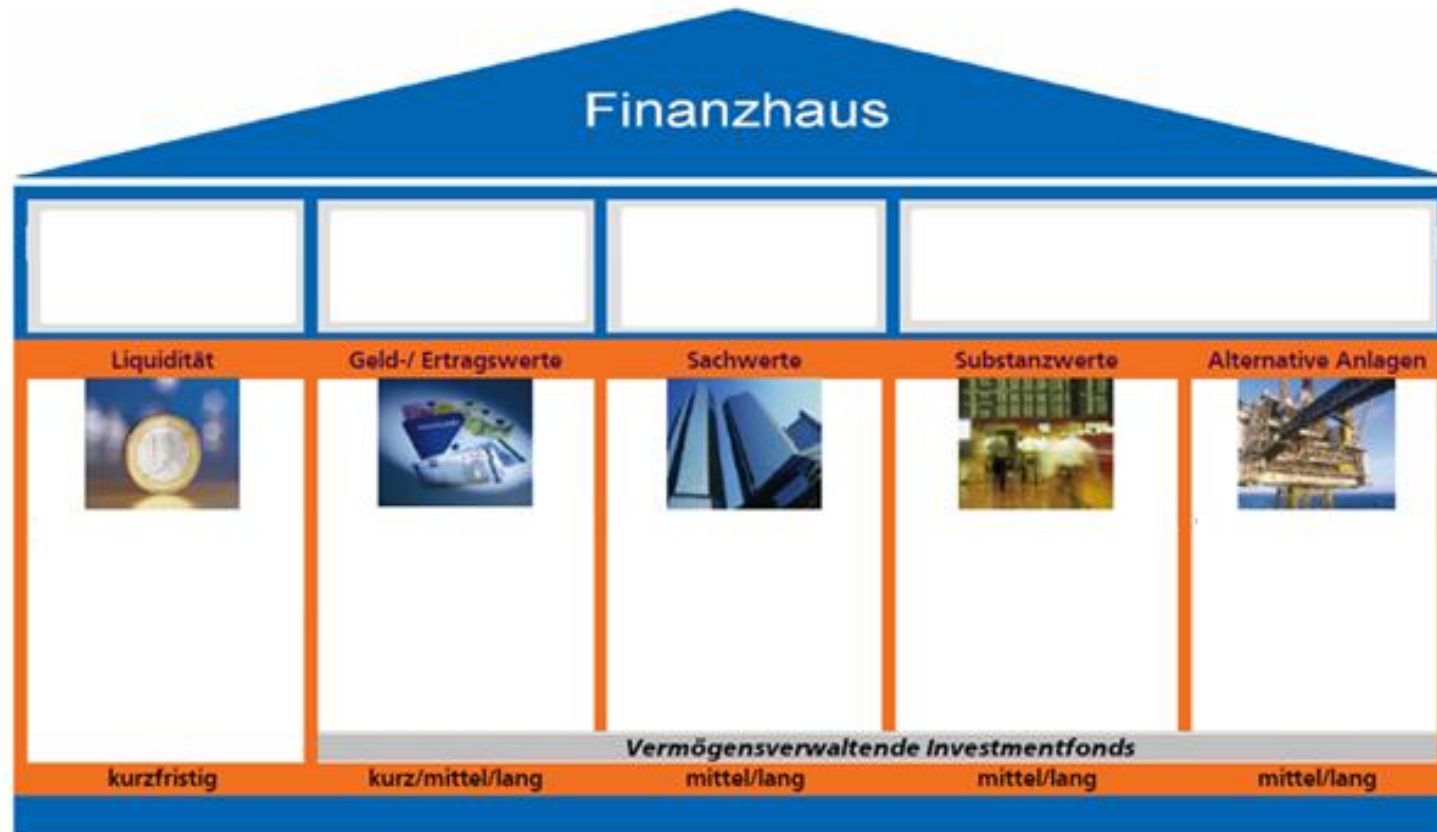 Finanzhaus
Liquidität
Geld-/ Ertragswerte
Sachwerte
Substanzwerte
Alternative Anlagen
Vermögensverwaltende Investmentfonds
kurzfristig
kurz/mittel/lang
mittel/lang
mittel/lang
mittel/lang